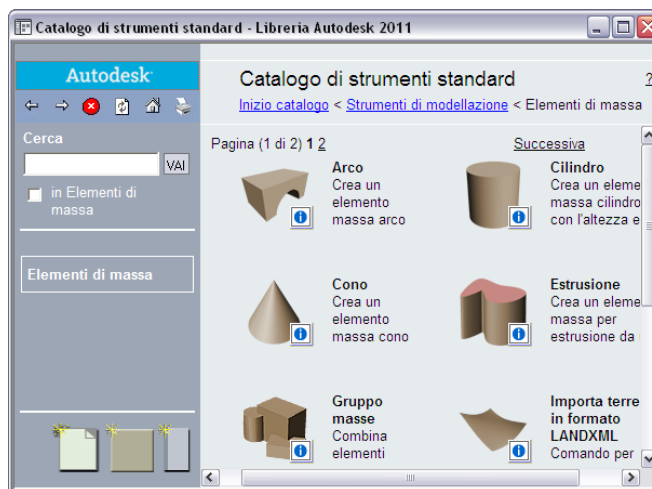 Catalogo di strumenti standard - Libreria Autodesk 2011
Autodesk
Cerca
VAI
in Elementi di
massa
Elementi di massa
Catalogo di strumenti standard
?
Inizio catalogo < Strumenti di modellazione < Elementi di massa
Pagina (1 di 2) 1 2
Successiva
Arco
Crea un
elemento
massa arco
Cilindro
Crea un eleme
massa cilindro
con l'altezza e
Cono
Crea un
elemento
massa cono
Estrusione
Crea un eleme
massa per
estrusione da
Gruppo
masse
Combina
elementi
Importa terre
in formato
LANDXML
Comando per